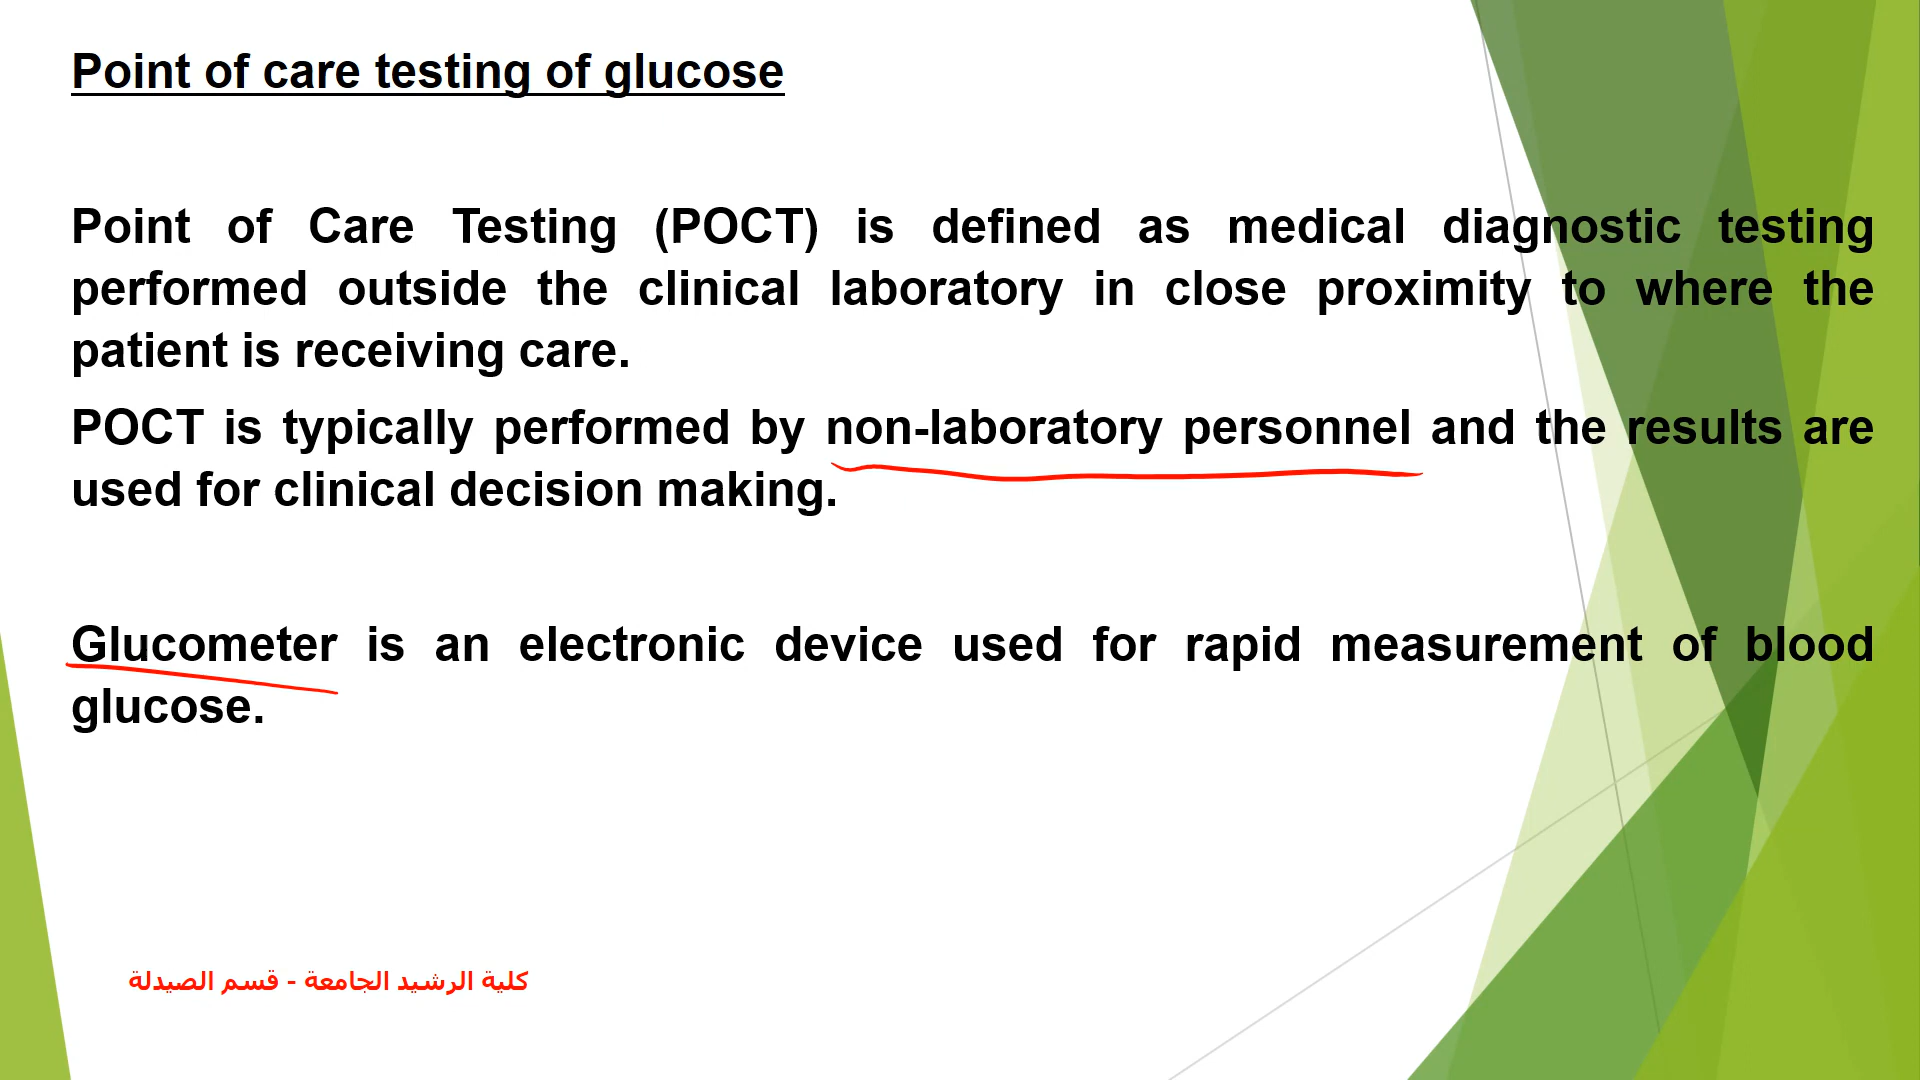 Point of care testing of glucose
Point of Care Testing (POCT) is defined as medical diagnostic testing
performed outside the clinical laboratory in close proximity to where the
patient is receiving care.
POCT is typically performed by non-laboratory personnel and the results are
used for clinical decision making.
Glucometer is an electronic device used for rapid measurement of blood
glucose.
كلية الرشيد الجامعة - قسم الصيدلة